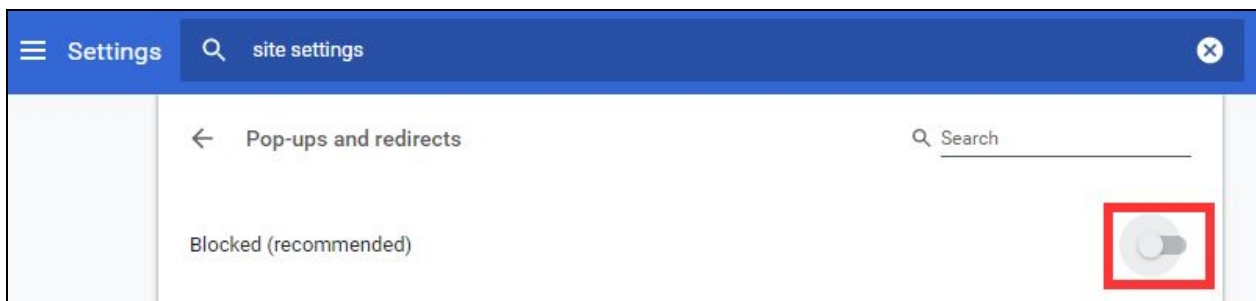 Settings
site settings
Pop-ups and redirects
Search
Blocked (recommended)